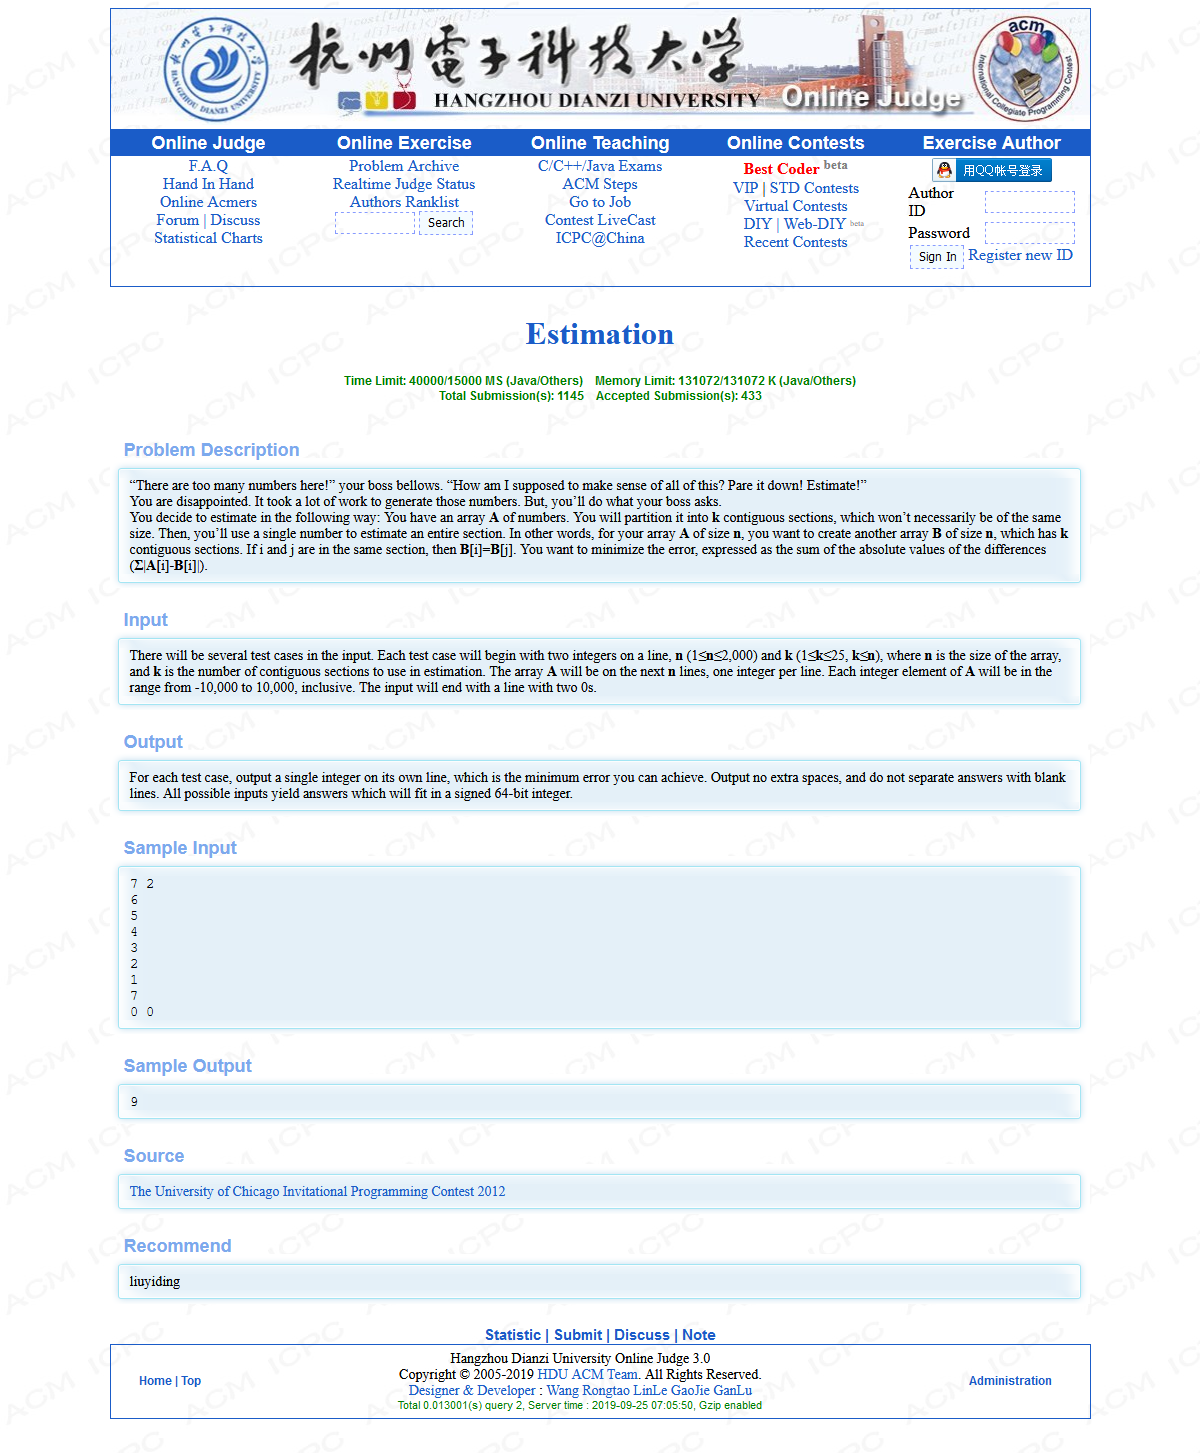 杭州電子科技大学
HANGZHOU DIANZI UNIVERSITY
Online Judge
acm
International Collegiate Programming Contest
Online Judge Online Exercise Online Teaching Online Contests Exercise Author
F.A.Q
Hand In Hand
Online Acmers
Forum | Discuss
Statistical Charts
Problem Archive
Realtime Judge Status
Authors Ranklist
Search
C/C++/Java Exams
ACM Steps
Go to Job
Contest LiveCast
ICPC@China
Best Coder beta
VIP | STD Contests
Virtual Contests
DIY | Web-DIY beta
Recent Contests
用QQ帐号登录
Author
ID
Password
Sign In Register new ID
Estimation
Time Limit: 40000/15000 MS (Java/Others) Memory Limit: 131072/131072 K (Java/Others)
Total Submission(s): 1145 Accepted Submission(s): 433
Problem Description
“There are too many numbers here!” your boss bellows. “How am I supposed to make sense of all of this? Pare it down! Estimate!”
You are disappointed. It took a lot of work to generate those numbers. But, you’ll do what your boss asks.
You decide to estimate in the following way: You have an array A of numbers. You will partition it into k contiguous sections, which won’t necessarily be of the same
size. Then, you’ll use a single number to estimate an entire section. In other words, for your array A of size n, you want to create another array B of size n, which has k
contiguous sections. If i and j are in the same section, then B[i]=B[j]. You want to minimize the error, expressed as the sum of the absolute values of the differences
(Σ|A[i]-B[i]|).
Input
There will be several test cases in the input. Each test case will begin with two integers on a line, n (1≤n≤2,000) and k (1≤k≤25, k≤n), where n is the size of the array,
and k is the number of contiguous sections to use in estimation. The array A will be on the next n lines, one integer per line. Each integer element of A will be in the
range from -10,000 to 10,000, inclusive. The input will end with a line with two 0s.
Output
For each test case, output a single integer on its own line, which is the minimum error you can achieve. Output no extra spaces, and do not separate answers with blank
lines. All possible inputs yield answers which will fit in a signed 64-bit integer.
Sample Input
7 2
6
5
4
3
2
1
7
0 0
Sample Output
9
Source
The University of Chicago Invitational Programming Contest 2012
Recommend
liuyiding
Statistic | Submit | Discuss | Note
Home | Top
Hangzhou Dianzi University Online Judge 3.0
Copyright © 2005-2019 HDU ACM Team. All Rights Reserved.
Designer & Developer : Wang Rongtao LinLe GaoJie GanLu
Total 0.013001(s) query 2, Server time : 2019-09-25 07:05:50, Gzip enabled
Administration